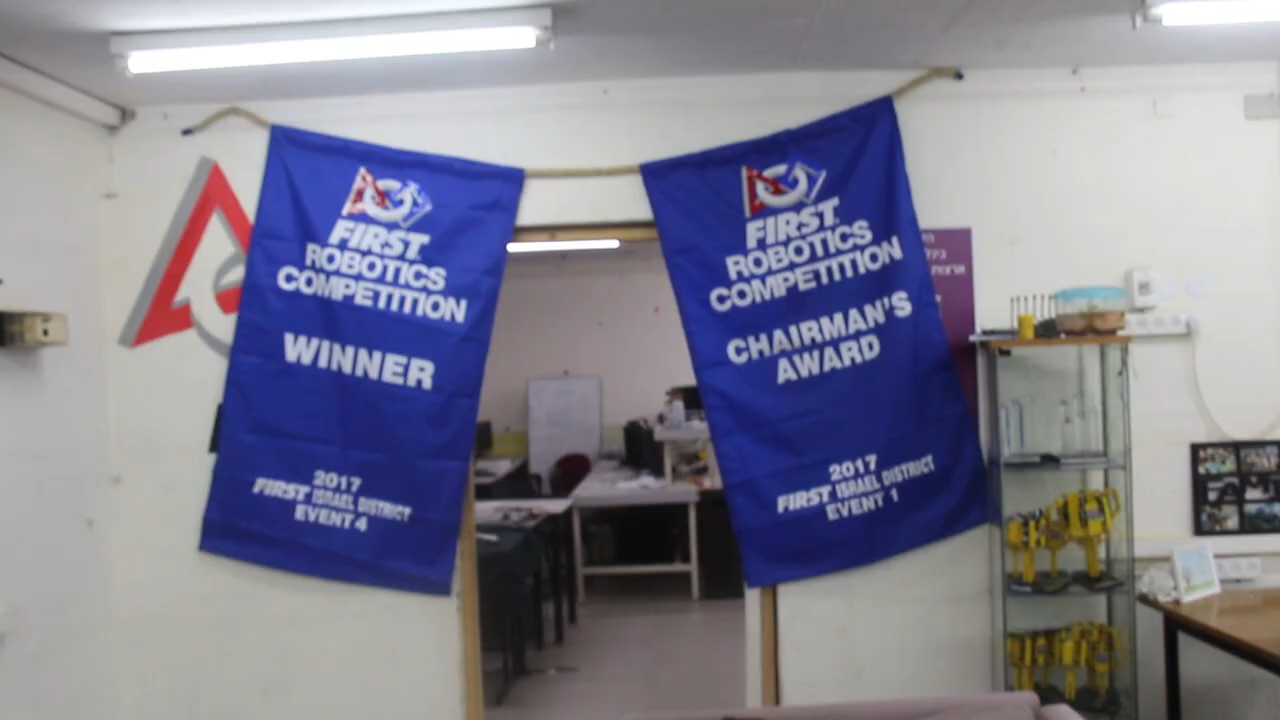 FIRST
ROBOTICS
COMPETITION
WINNER
2017
FIRST ISRAEL DISTRICT
EVENT 4
FIRST
ROBOTICS
COMPETITION
CHAIRMAN'S
AWARD
2017
FIRST ISRAEL DISTRICT
EVENT 1